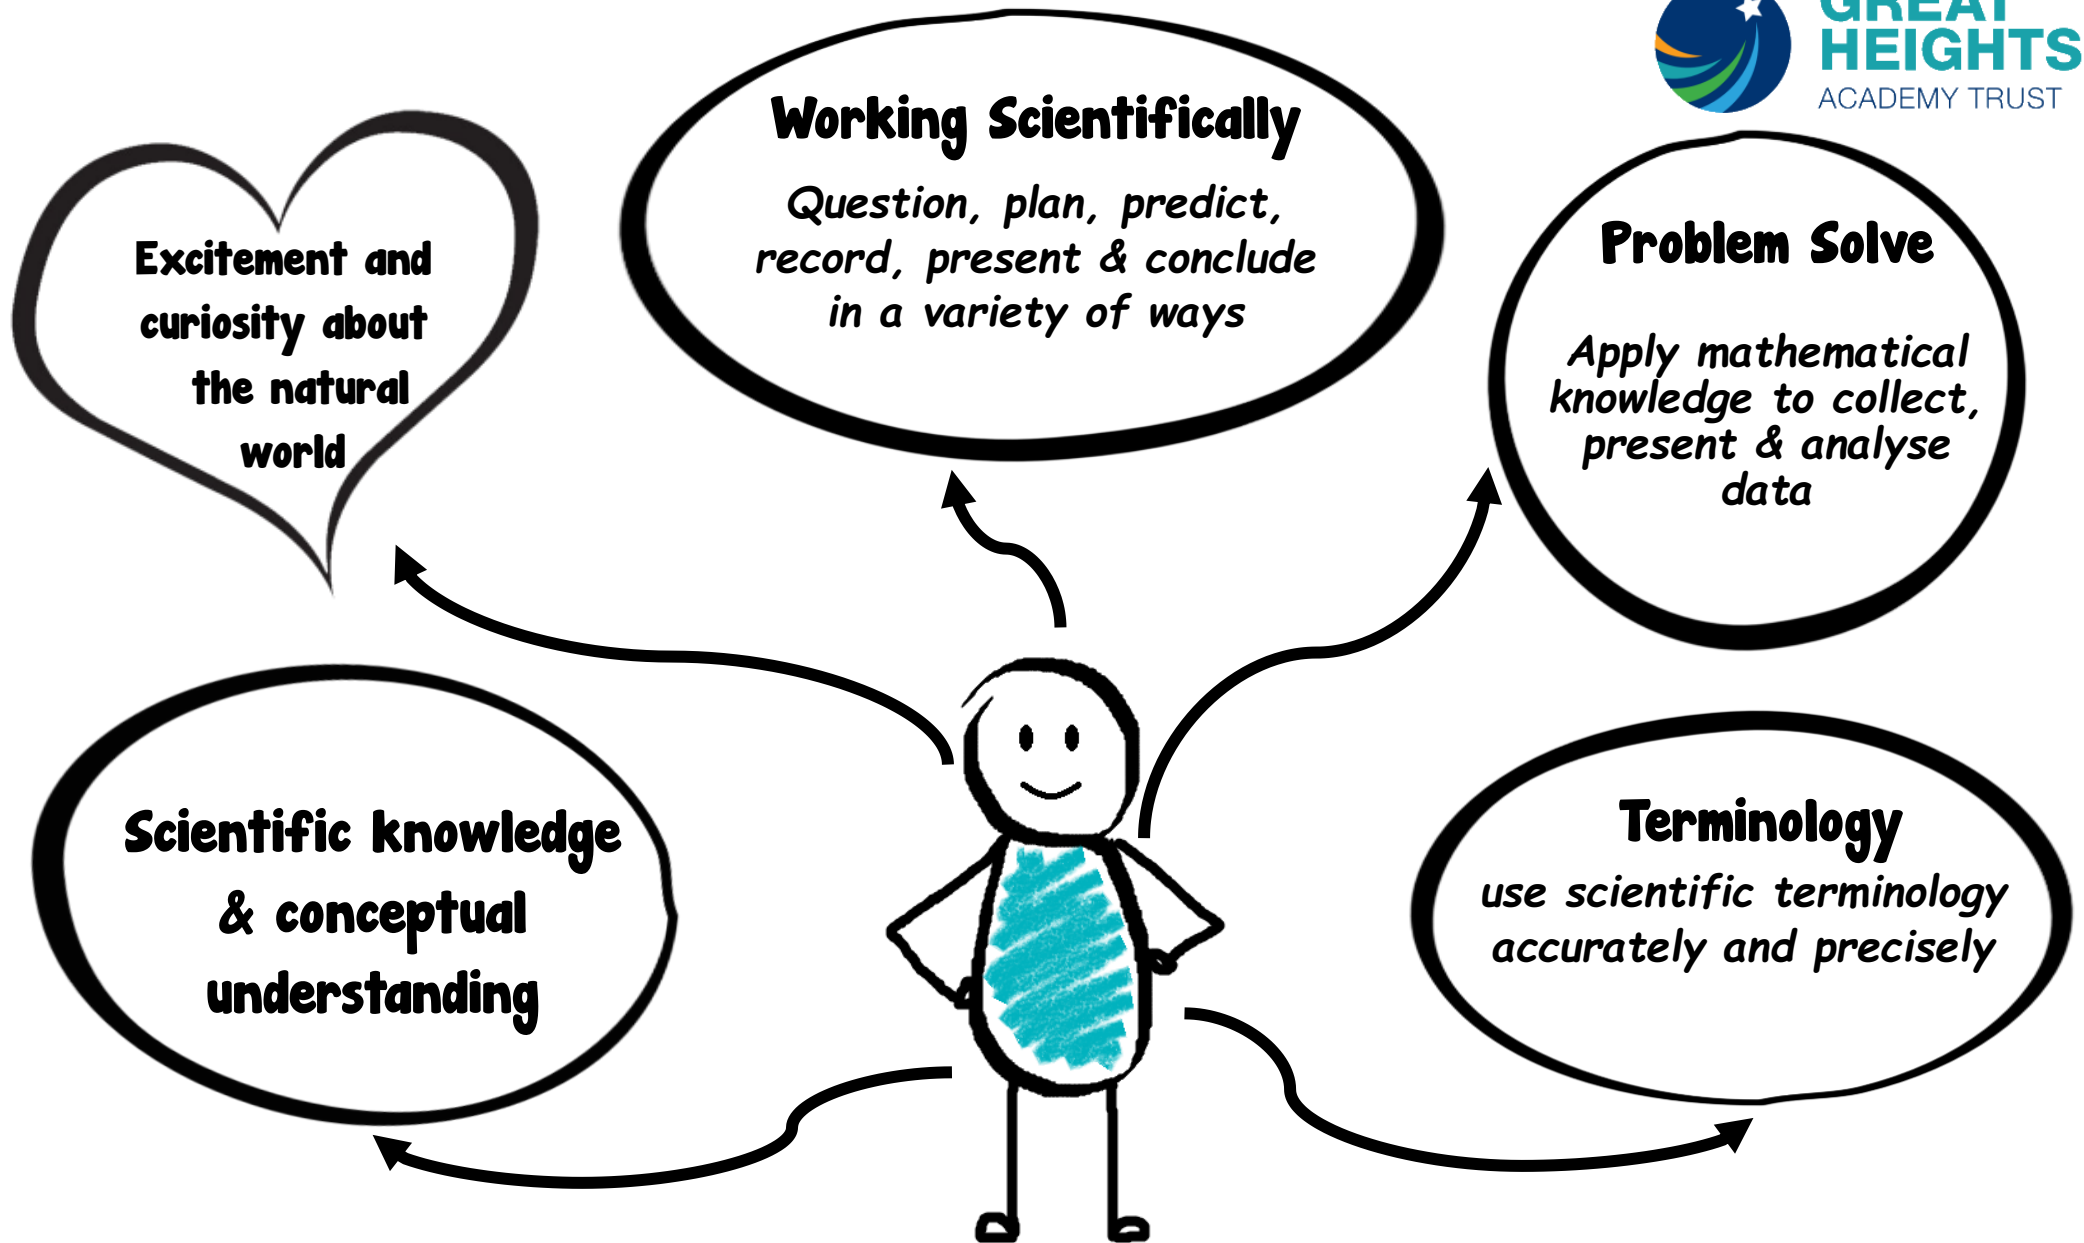 GREAT
HEIGHTS
ACADEMY TRUST
Working Scientifically
Question, plan, predict,
record, present & conclude
in a variety of ways
Excitement and
curiosity about
the natural
world
Problem Solve
Apply mathematical
knowledge to collect,
present & analyse
data
Scientific knowledge
& conceptual
understanding
Terminology
use scientific terminology
accurately and precisely